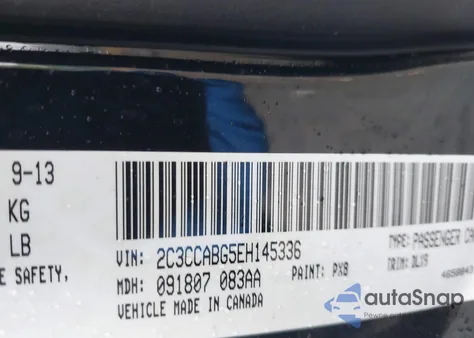 9-13
KG
LB
E SAFETY,
VIN: 2C3CCABG5EH145336
TYPE: PASSENGER CA
MDH: 091807 083AA
PAINT: PX8
TRIM: DLX9
VEHICLE MADE IN CANADA
autoSnap